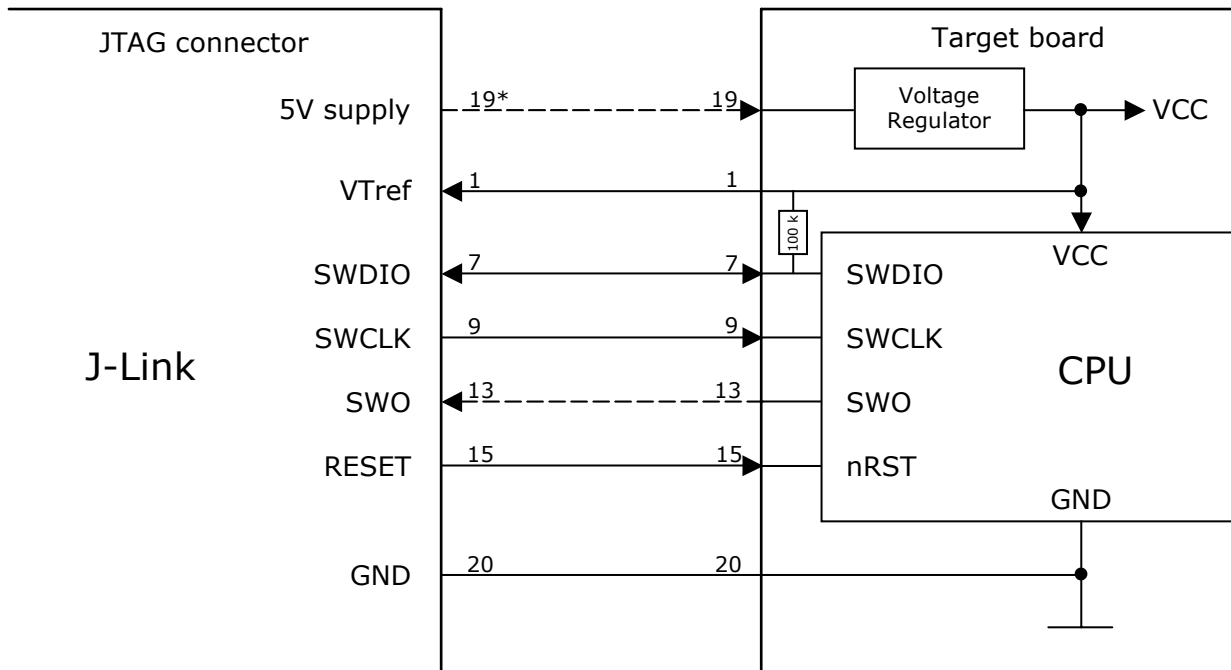 JTAG connector
Target board
5V supply
19*
19
Voltage
Regulator
VCC
VTref
1
1
100 k
VCC
SWDIO
7
7
SWDIO
SWCLK
9
9
SWCLK
J-Link
CPU
SWO
13
13
SWO
RESET
15
15
nRST
GND
GND
20
20